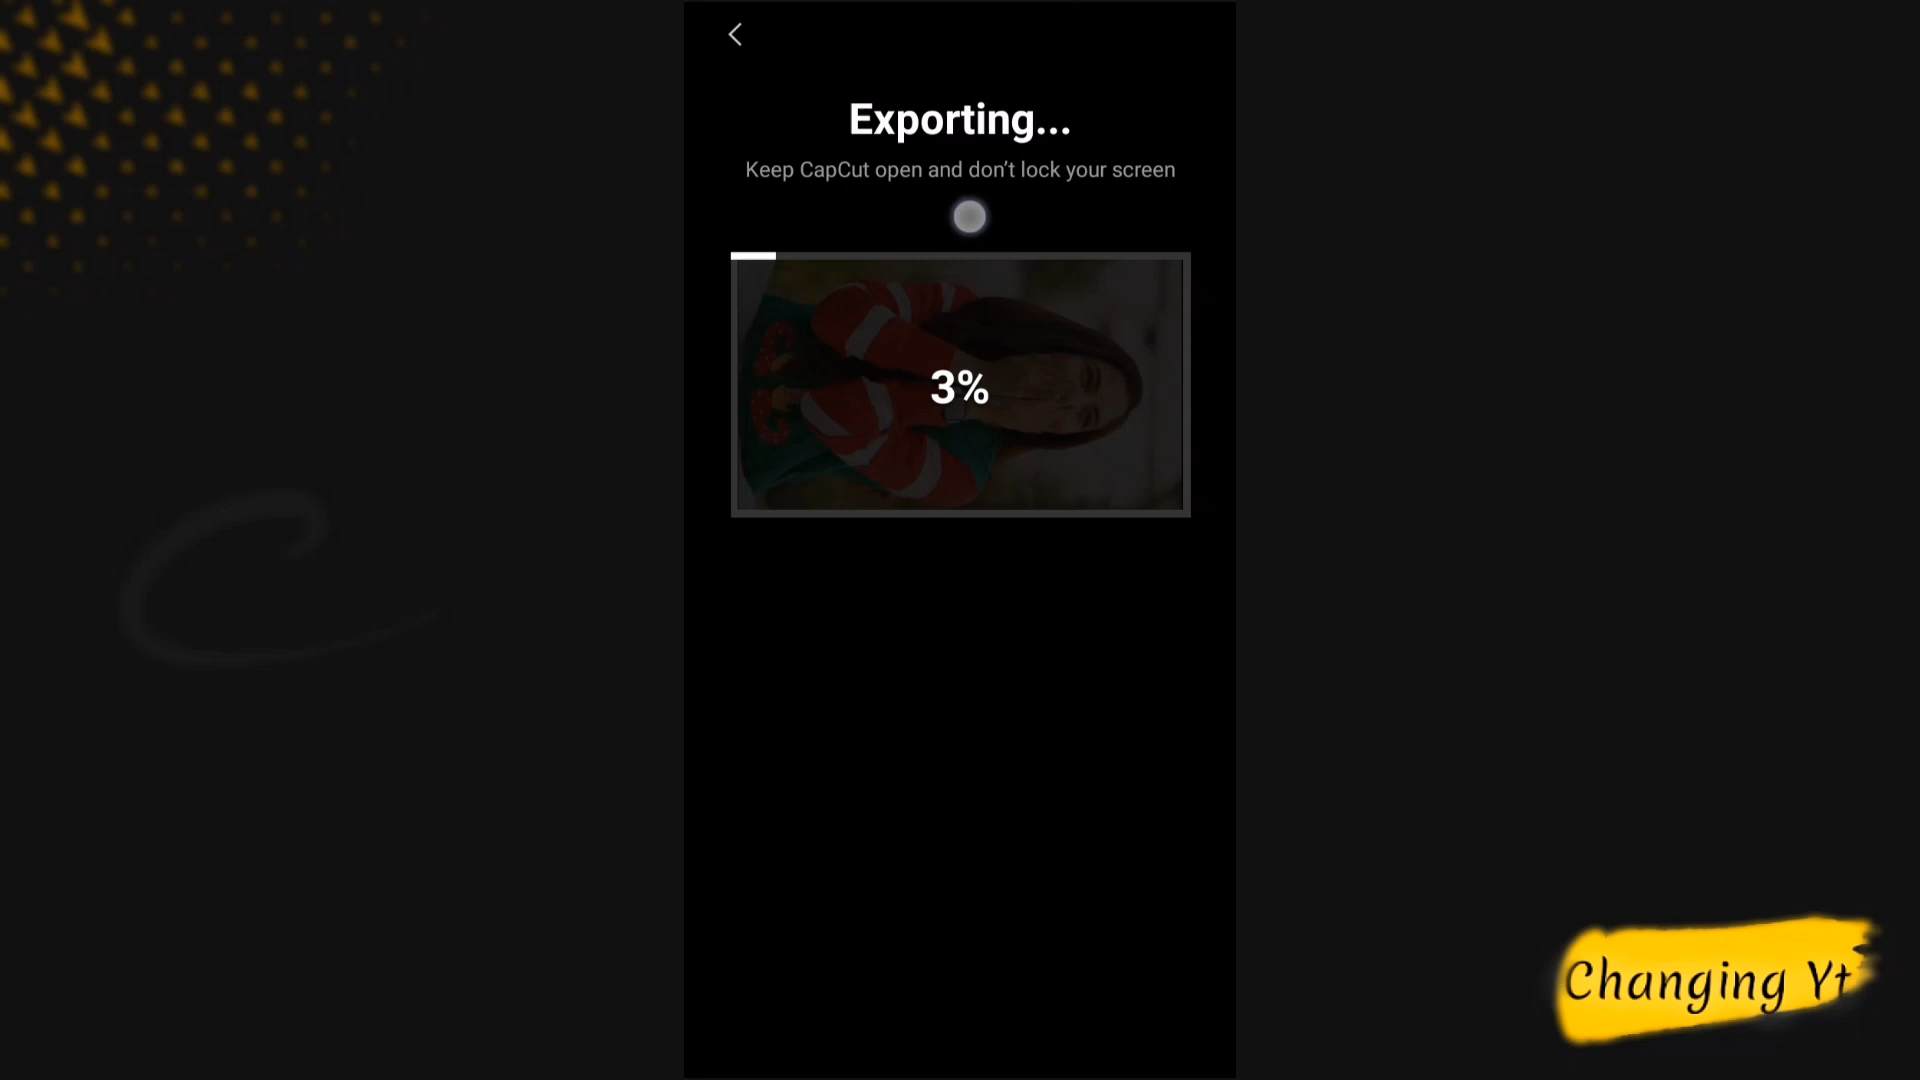 Exporting...
Keep CapCut open and don’t lock your screen
3%
Changing Yt